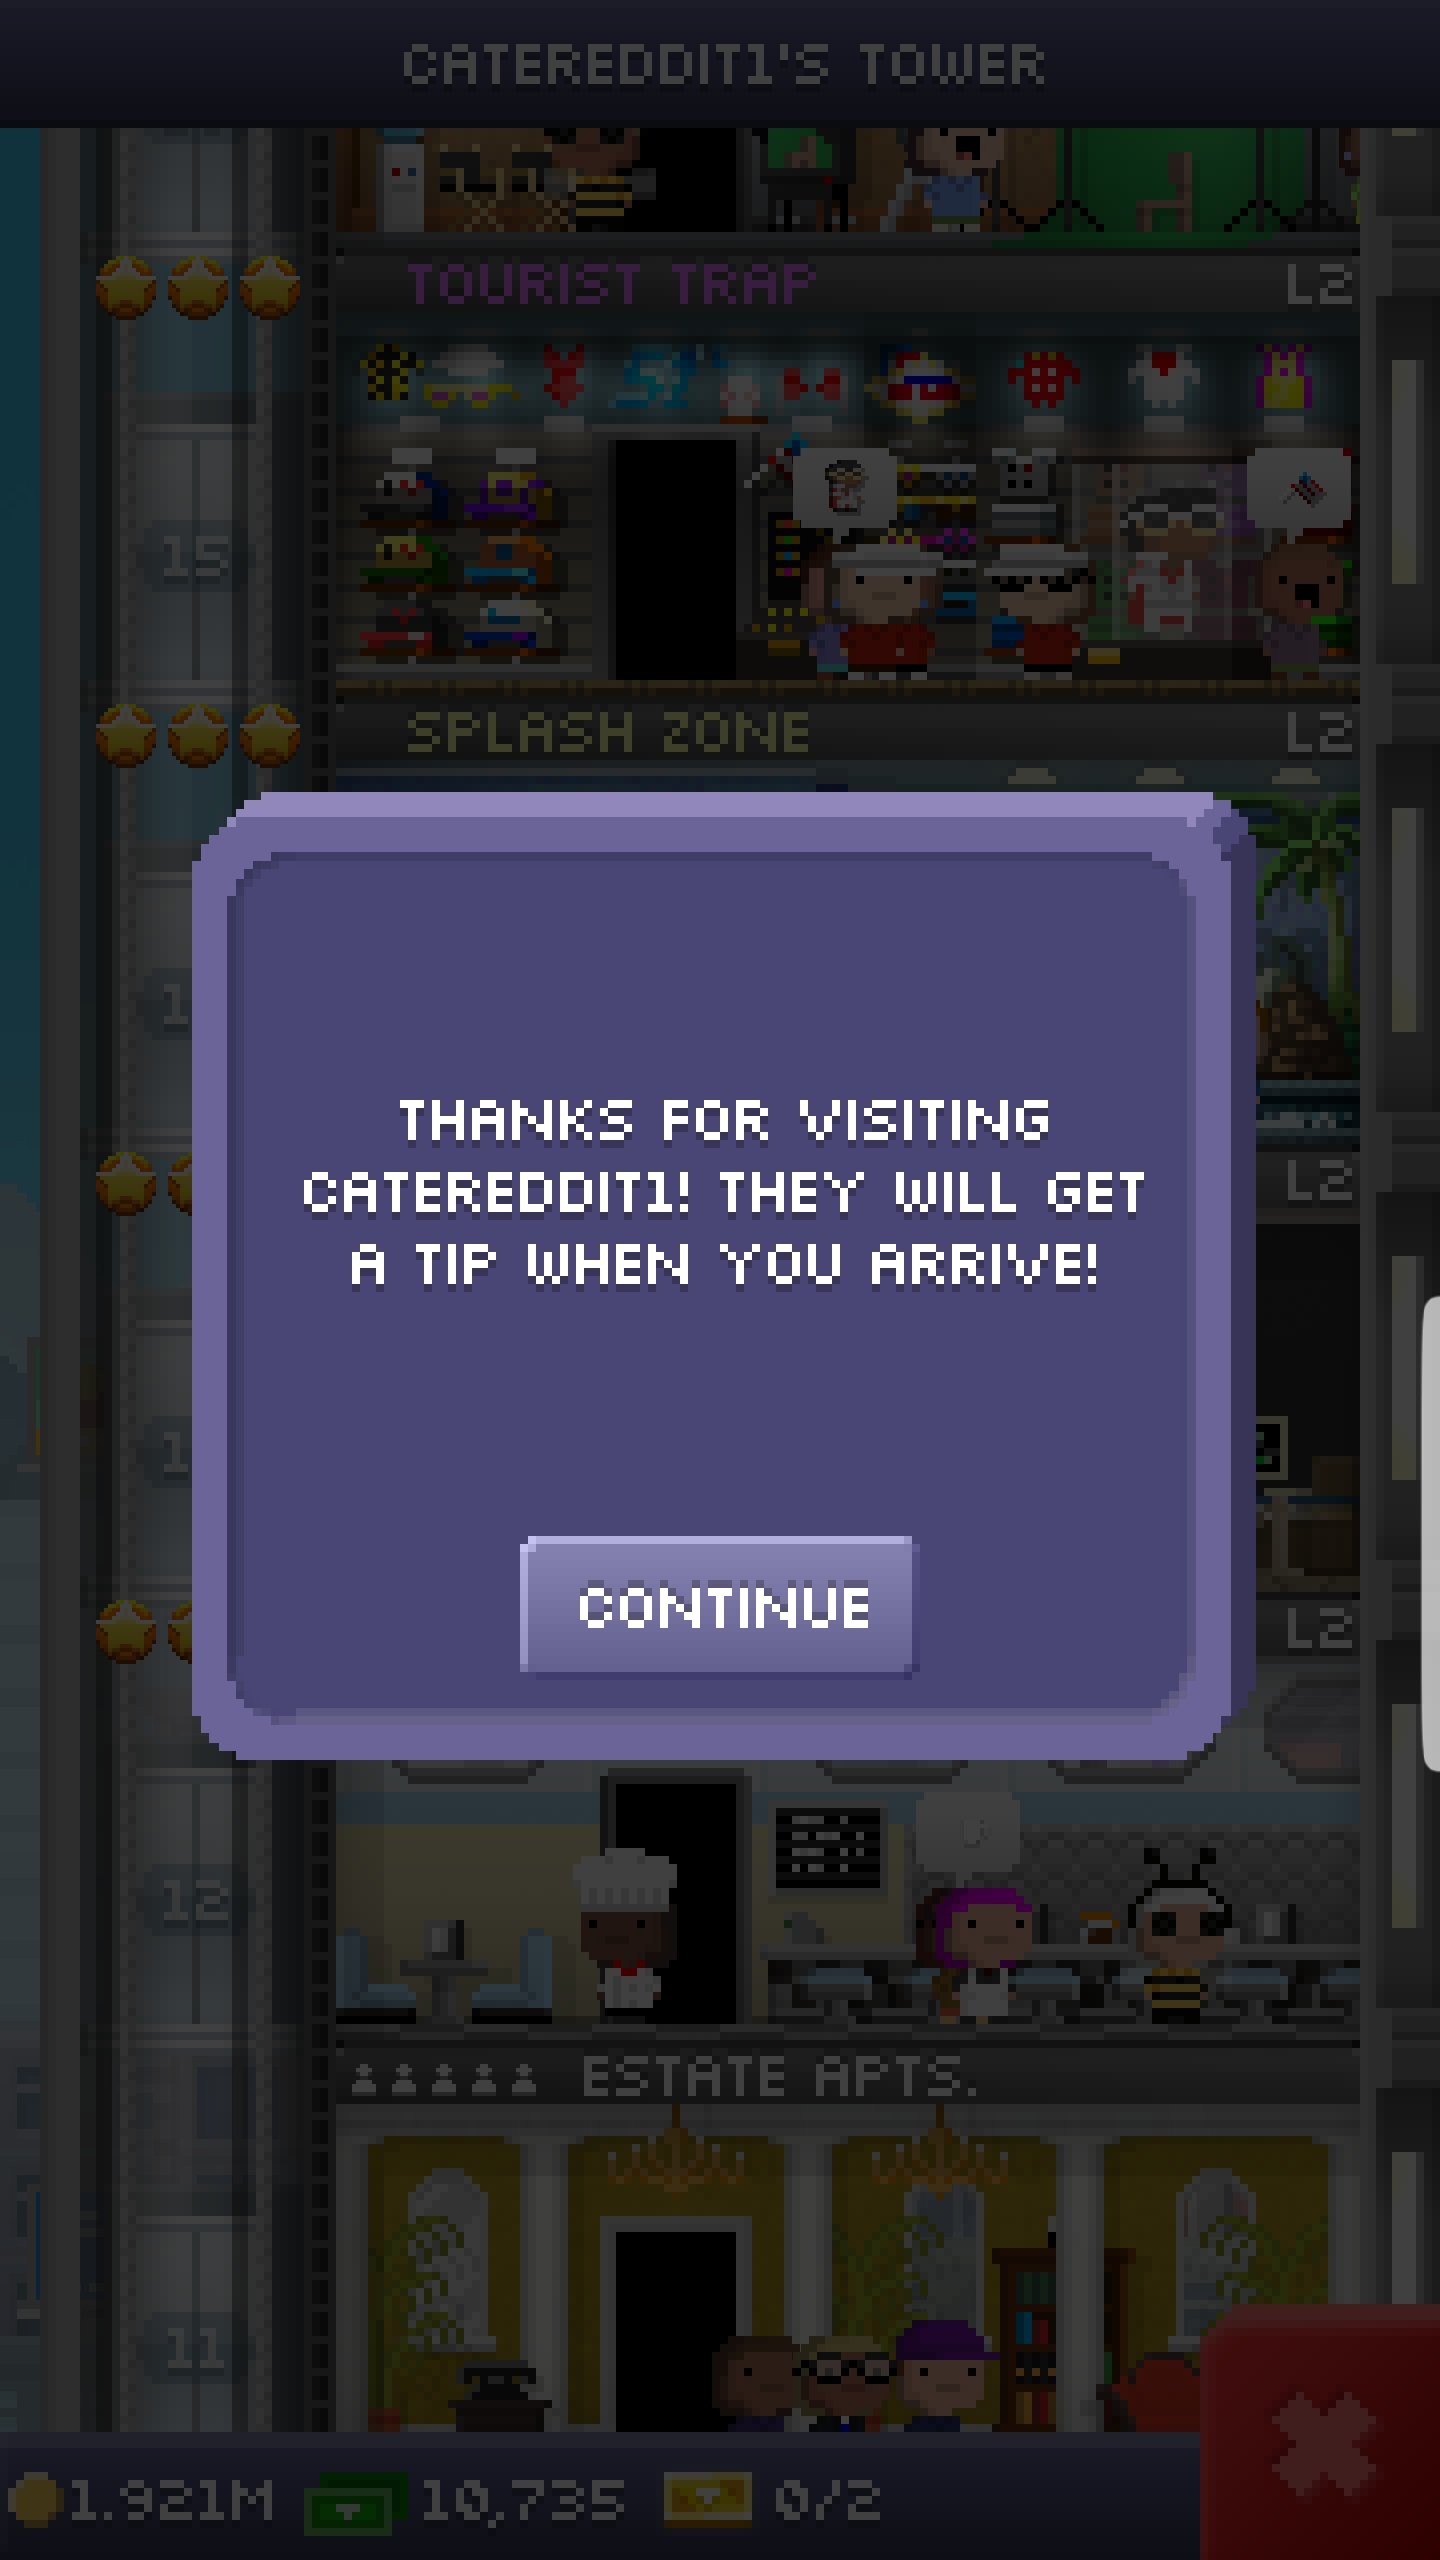 CATEREDDIT1'S TOWER
TOURIST TRAP L2
15
SPLASH ZONE L2
L2
L2
THANKS FOR VISITING
CATEREDDIT1! THEY WILL GET
A TIP WHEN YOU ARRIVE!
CONTINUE
12
ESTATE APTS.
11
1.921M 10,735 0/2